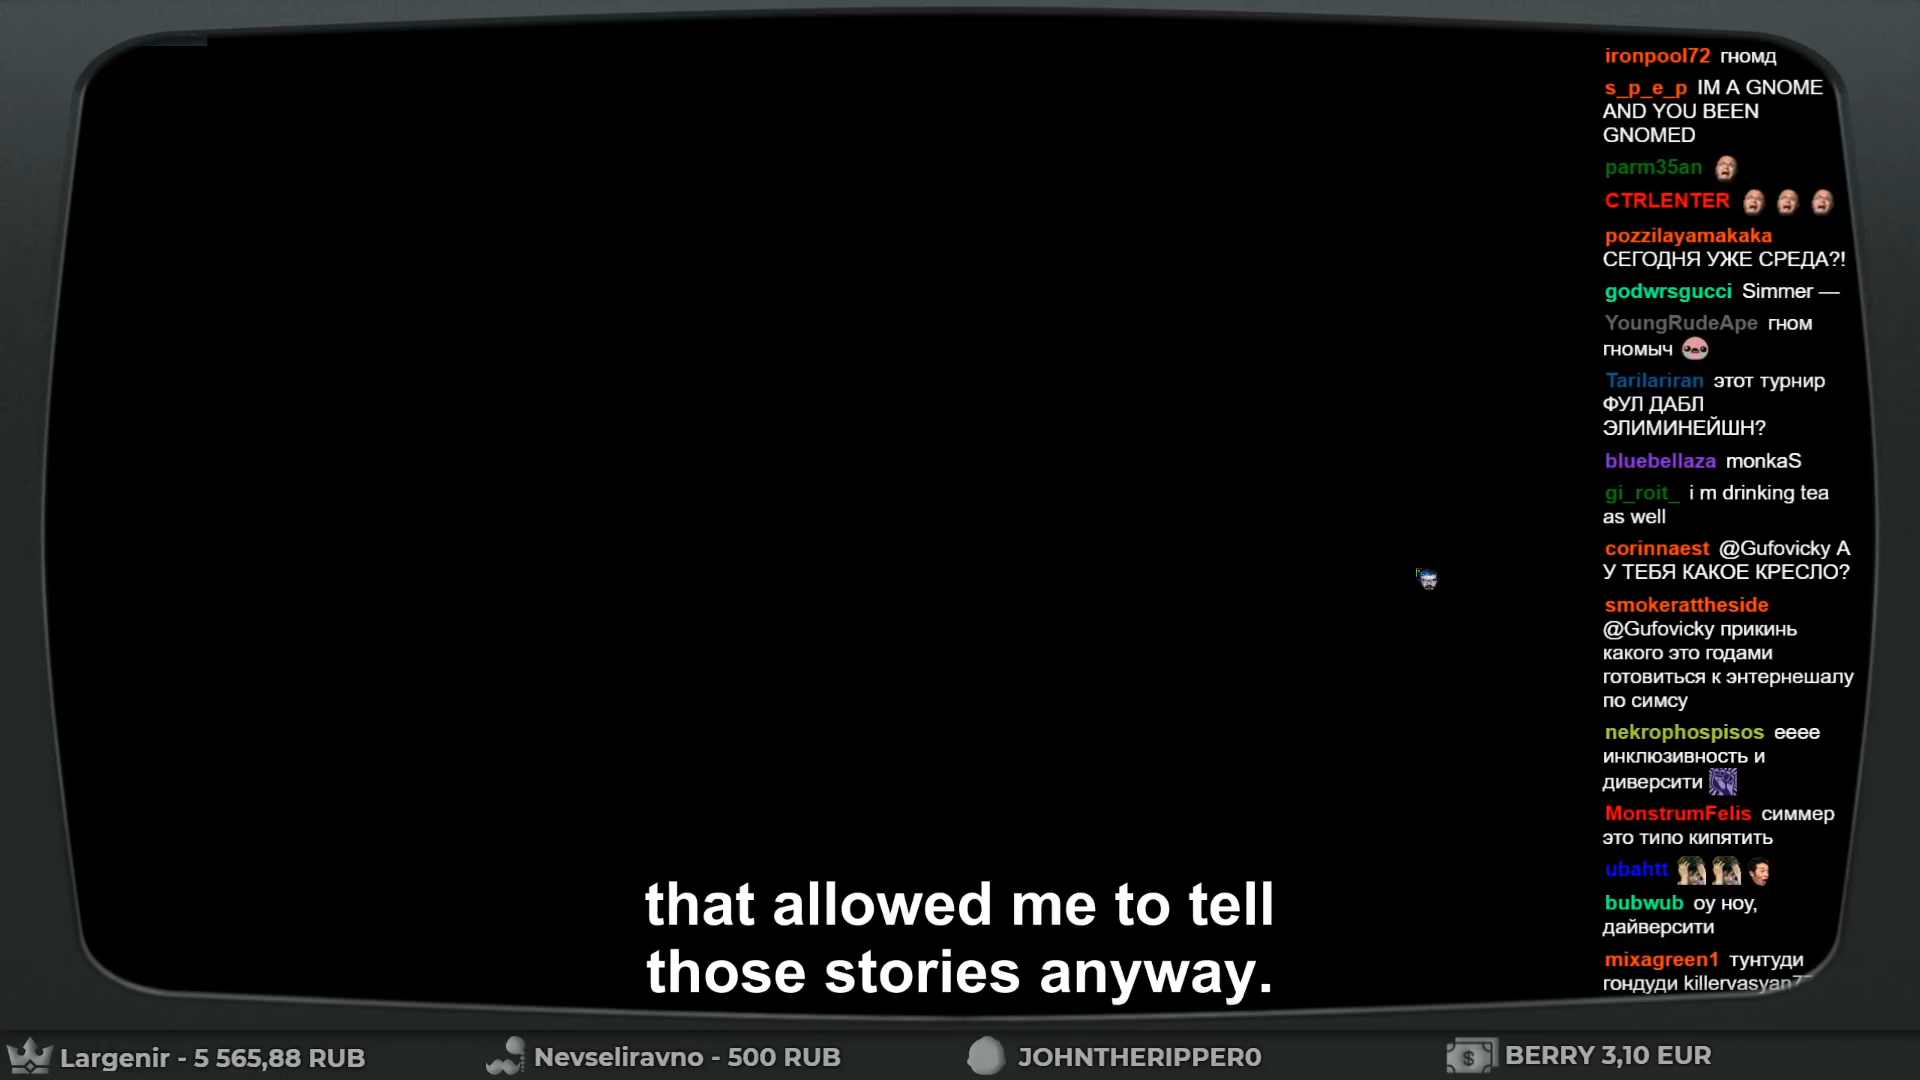 ironpool72 гномд
s_p_e_p IM A GNOME
AND YOU BEEN
GNOMED
parm35an
CTRLENTER
pozzilayamakaka
СЕГОДНЯ УЖЕ СРЕДА?!
godwrsgucci Simmer —
YoungRudeApe гном
гномыч
Tarilariran этот турнир
ФУЛ ДАБЛ
ЭЛИМИНЕЙШН?
bluebellaza monkaS
gi_roit_ i m drinking tea
as well
corinnaest @Gufovicky А
У ТЕБЯ КАКОЕ КРЕСЛО?
smokerattheside
@Gufovicky прикинь
какого это годами
готовиться к энтернешалу
по симсу
nekrophospisos ееее
инклюзивность и
диверсити
MonstrumFelis симмер
это типо кипятить
ubahtt
bubwub оу ноу,
дайверсити
mixagreen1 тунтуди
гондуди
that allowed me to tell
those stories anyway.
Largenir - 5 565,88 RUB
Nevseliravno - 500 RUB
JOHNTHERIPPER0
BERRY 3,10 EUR